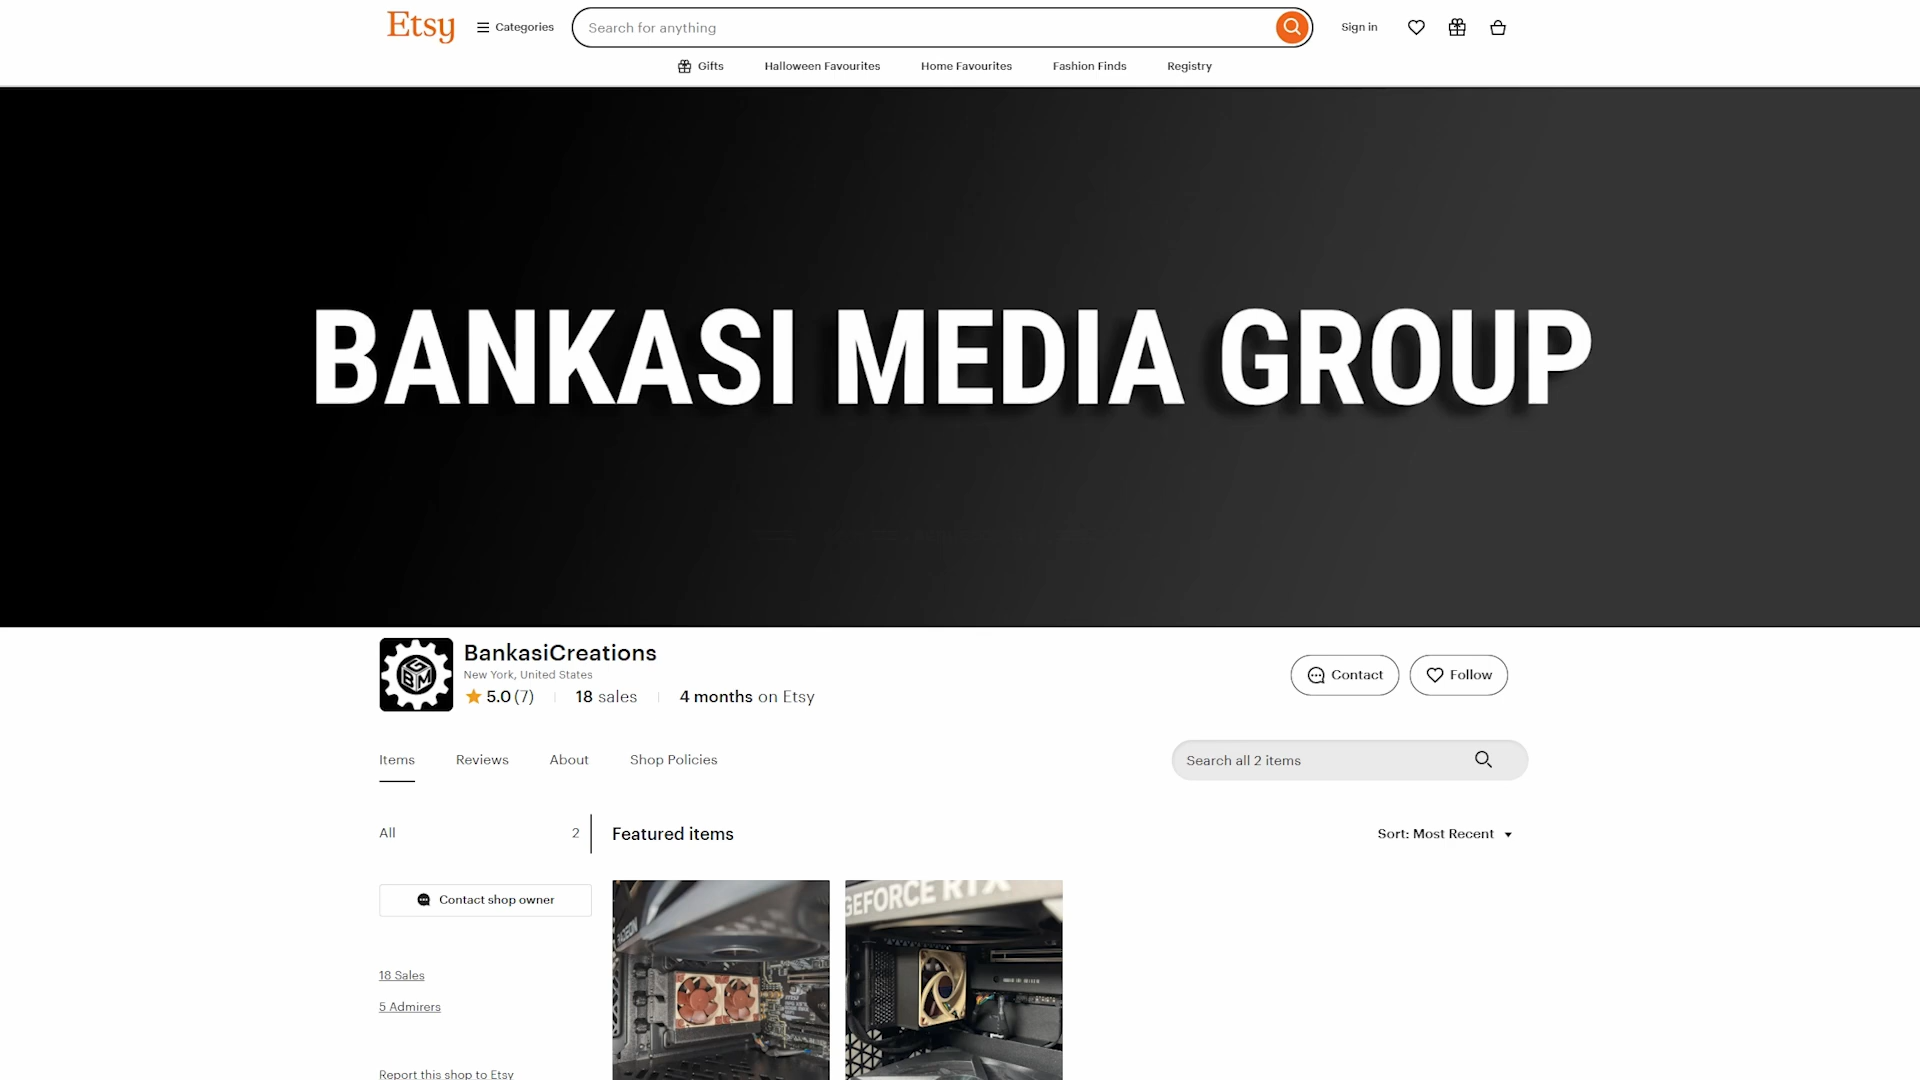 Etsy
Categories
Search for anything
Sign in
Gifts
Halloween Favourites
Home Favourites
Fashion Finds
Registry
BANKASI MEDIA GROUP
GBM
BankasiCreations
New York, United States
5.0 (7)
18 sales
4 months on Etsy
Contact
Follow
Items
Reviews
About
Shop Policies
Search all 2 items
All
2
Featured items
Sort: Most Recent
Contact shop owner
18 Sales
5 Admirers
Report this shop to Etsy
RADEON
GEFORCE RTX